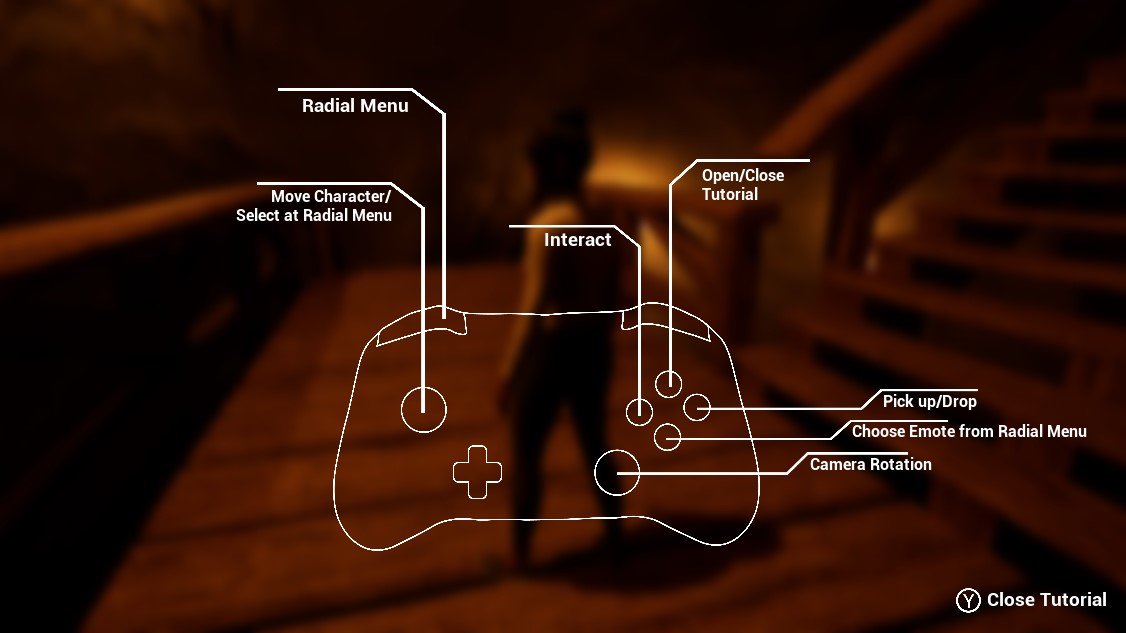 Radial Menu
Move Character/
Select at Radial Menu
Open/Close
Tutorial
Interact
Pick up/Drop
Choose Emote from Radial Menu
Camera Rotation
Y Close Tutorial